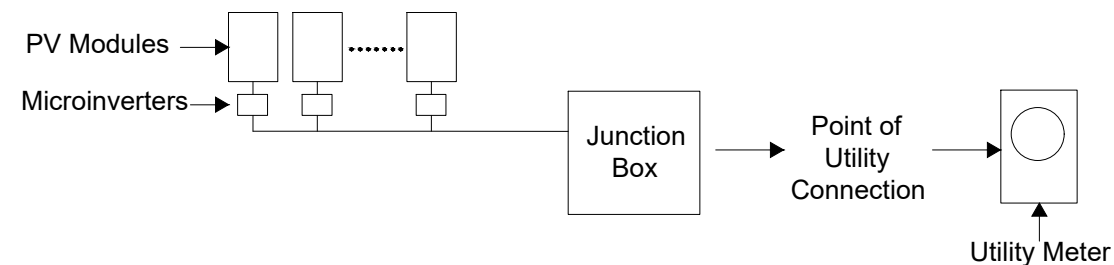 PV Modules
Microinverters
Junction
Box
Point of
Utility
Connection
Utility Meter